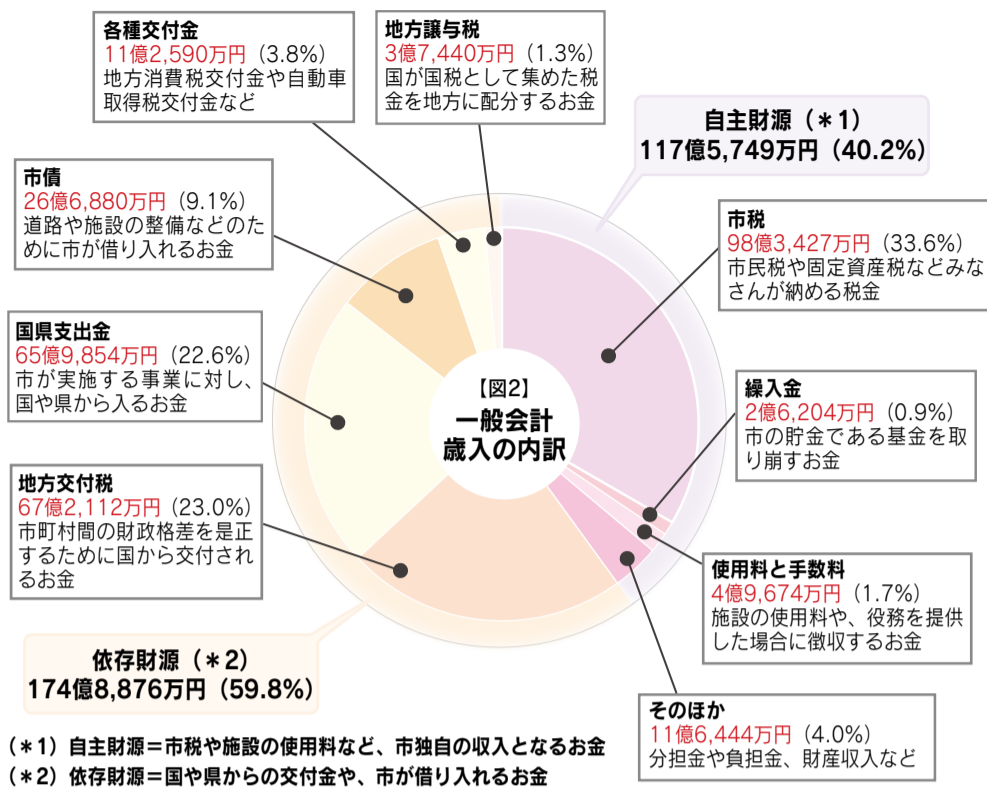 各種交付金
11億2,590万円（3.8%）
地方消費税交付金や自動車
取得税交付金など
地方譲与税
3億7,440万円（1.3%）
国が国税として集めた税
金を地方に配分するお金
自主財源（＊1）
117億5,749万円（40.2%）
市債
26億6,880万円（9.1%）
道路や施設の整備などのた
めに市が借り入れるお金
市税
98億3,427万円（33.6%）
市民税や固定資産税などみな
さんが納める税金
国県支出金
65億9,854万円（22.6%）
市が実施する事業に対し、
国や県から入るお金
【図2】
一般会計
歳入の内訳
繰入金
2億6,204万円（0.9%）
市の貯金である基金を取
り崩すお金
地方交付税
67億2,112万円（23.0%）
市町村間の財政格差を是正
するために国から交付され
るお金
使用料と手数料
4億9,674万円（1.7%）
施設の使用料や、役務を提供
した場合に徴収するお金
依存財源（＊2）
174億8,876万円（59.8%）
そのほか
11億6,444万円（4.0%）
分担金や負担金、財産収入など
（＊1）自主財源＝市税や施設の使用料など、市独自の収入となるお金
（＊2）依存財源＝国や県からの交付金や、市が借り入れるお金